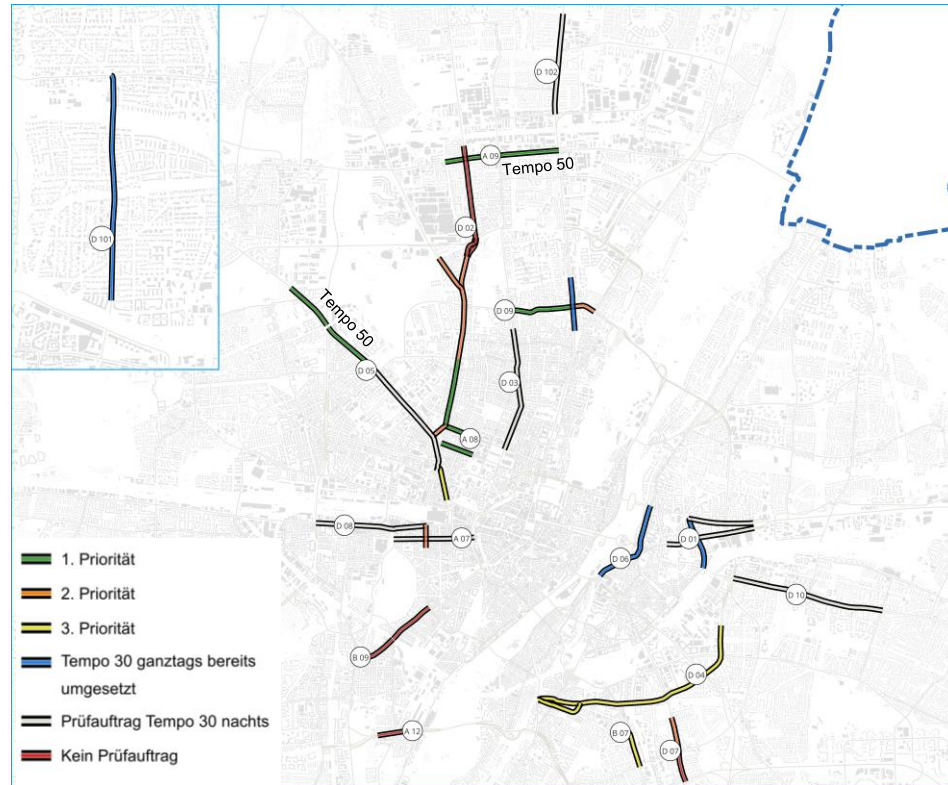 D 102
A 09
Tempo 50
D 02
D 101
D 09
Tempo 50
D 05
D 03
A 08
D 08
A 07
D 06
D 01
D 10
B 09
D 04
A 12
B 07
D 07
1. Priorität
2. Priorität
3. Priorität
Tempo 30 ganztags bereits
umgesetzt
Prüfauftrag Tempo 30 nachts
Kein Prüfauftrag